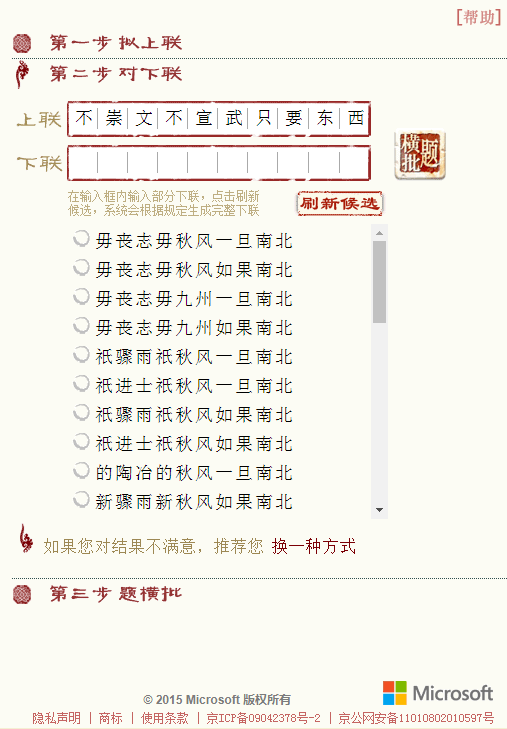 [帮助]
第一步 拟上联
第二步 对下联
上联 不崇文不宣武只要东西
下联
横批题
在输入框内输入部分下联，点击刷新
候选，系统会根据规定生成完整下联
刷新候选
毋丧志毋秋风一旦南北
毋丧志毋秋风如果南北
毋丧志毋九州一旦南北
毋丧志毋九州如果南北
祇骤雨祇秋风一旦南北
祇进士祇秋风一旦南北
祇骤雨祇秋风如果南北
祇进士祇秋风如果南北
的陶冶的秋风一旦南北
新骤雨新秋风如果南北
如果您对结果不满意，推荐您 换一种方式
第三步 题横批
© 2015 Microsoft 版权所有
Microsoft
隐私声明 | 商标 | 使用条款 | 京ICP备09042378号-2 | 京公网安备11010802010597号